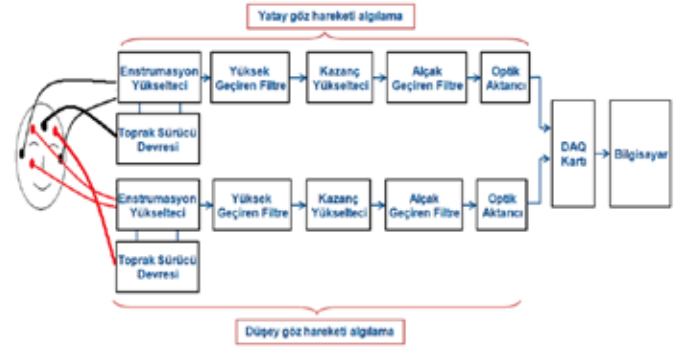 Yatay göz hareketi algılama
Enstrumasyon
Yükselteci
Yüksek
Geçiren Filtre
Kazanç
Yükselteci
Alçak
Geçiren Filtre
Optik
Aktarıcı
Toprak Sürücü
Devresi
DAQ
Kartı
Bilgisayar
Enstrumasyon
Yükselteci
Yüksek
Geçiren Filtre
Kazanç
Yükselteci
Alçak
Geçiren Filtre
Optik
Aktarıcı
Toprak Sürücü
Devresi
Düşey göz hareketi algılama